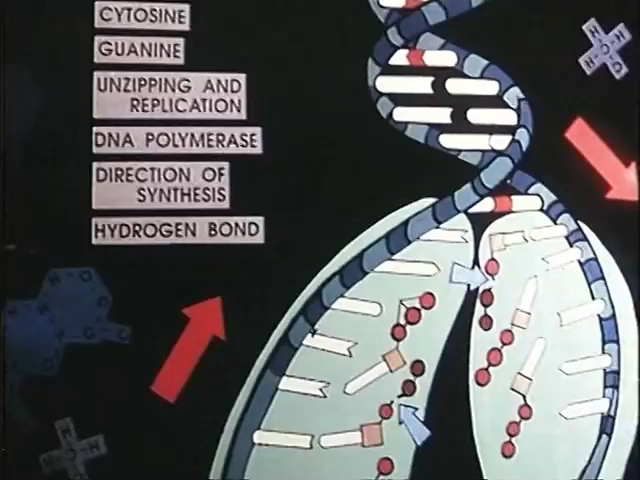 CYTOSINE
GUANINE
UNZIPPING AND
REPLICATION
DNA POLYMERASE
DIRECTION OF
SYNTHESIS
HYDROGEN BOND